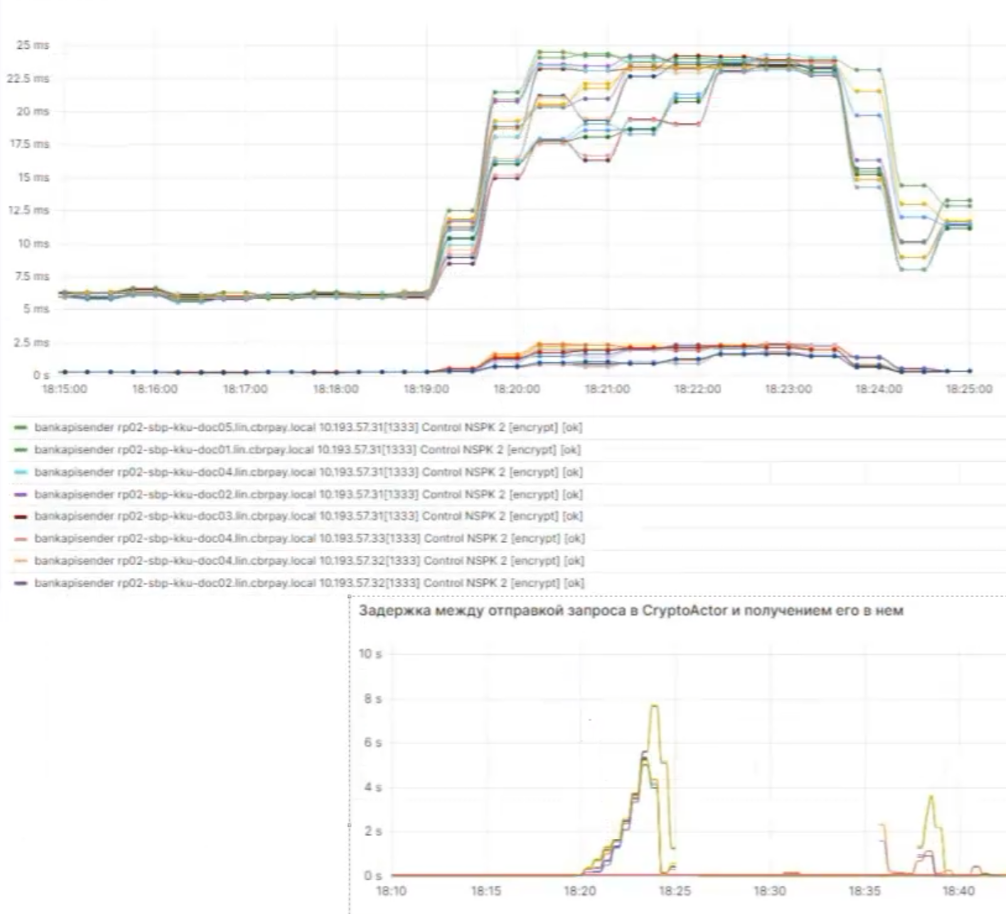 25 ms
22.5 ms
20 ms
17.5 ms
15 ms
12.5 ms
10 ms
7.5 ms
5 ms
2.5 ms
0 s
18:15:00 18:16:00 18:17:00 18:18:00 18:19:00 18:20:00 18:21:00 18:22:00 18:23:00 18:24:00 18:25:00
bankapisender rp02-sbp-kku-doc05.lin.cbrpay.local 10.193.57.31[1333] Control NSPK 2 [encrypt] [ok]
bankapisender rp02-sbp-kku-doc01.lin.cbrpay.local 10.193.57.31[1333] Control NSPK 2 [encrypt] [ok]
bankapisender rp02-sbp-kku-doc04.lin.cbrpay.local 10.193.57.31[1333] Control NSPK 2 [encrypt] [ok]
bankapisender rp02-sbp-kku-doc02.lin.cbrpay.local 10.193.57.31[1333] Control NSPK 2 [encrypt] [ok]
bankapisender rp02-sbp-kku-doc03.lin.cbrpay.local 10.193.57.31[1333] Control NSPK 2 [encrypt] [ok]
bankapisender rp02-sbp-kku-doc04.lin.cbrpay.local 10.193.57.33[1333] Control NSPK 2 [encrypt] [ok]
bankapisender rp02-sbp-kku-doc04.lin.cbrpay.local 10.193.57.32[1333] Control NSPK 2 [encrypt] [ok]
bankapisender rp02-sbp-kku-doc02.lin.cbrpay.local 10.193.57.32[1333] Control NSPK 2 [encrypt] [ok]
Задержка между отправкой запроса в CryptoActor и получением его в нем
10 s
8 s
6 s
4 s
2 s
0 s
18:10 18:15 18:20 18:25 18:30 18:35 18:40